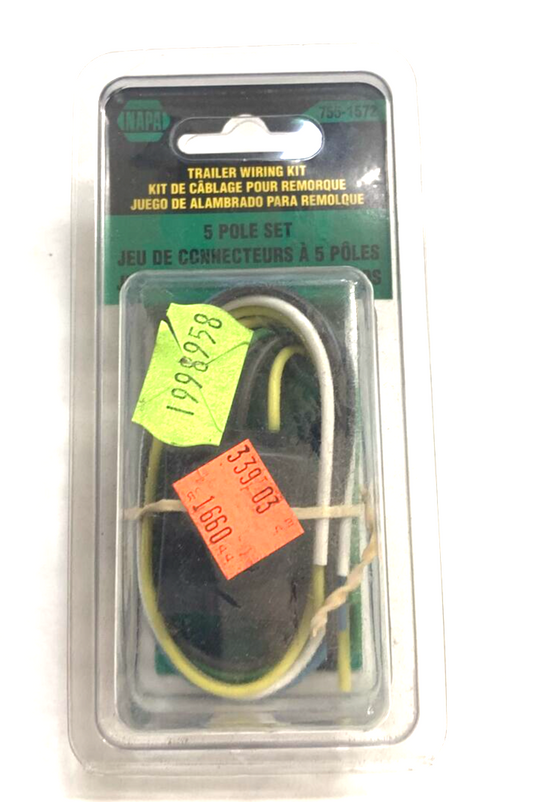 NAPA
755-1572
TRAILER WIRING KIT
KIT DE CÂBLAGE POUR REMORQUE
JUEGO DE ALAMBRADO PARA REMOLQUE
5 POLE SET
JEU DE CONNECTEURS À 5 PÔLES
1998958
339 03
1660